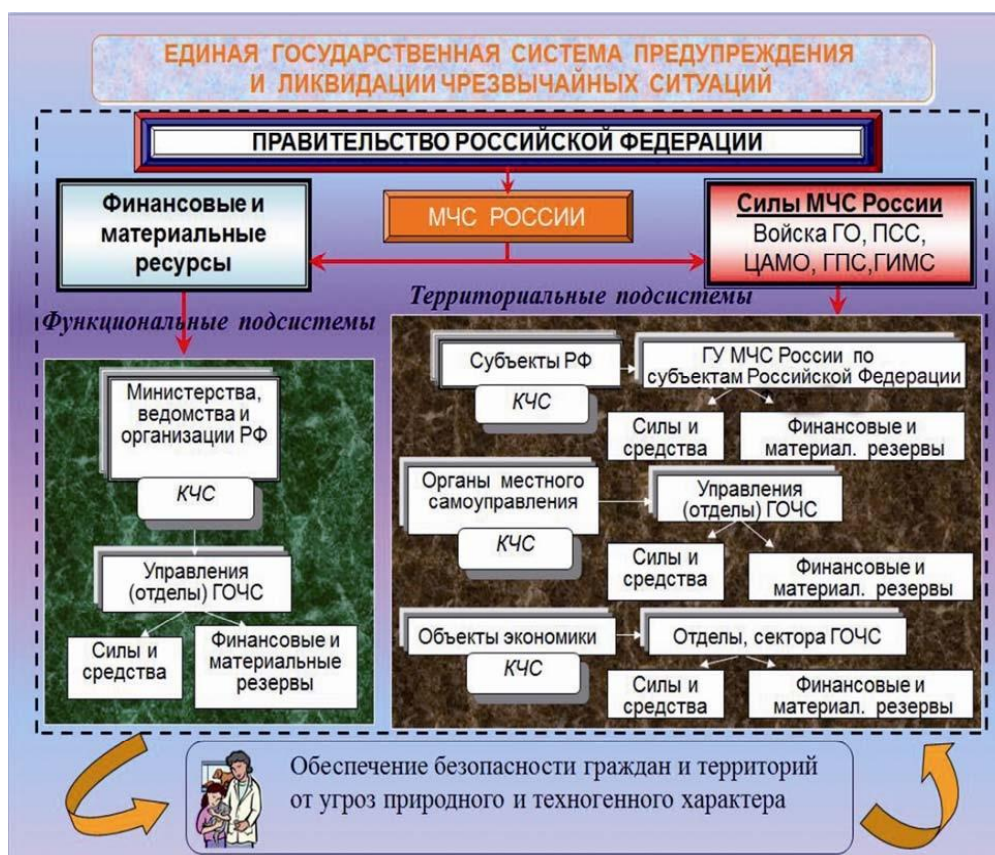 ЕДИНАЯ ГОСУДАРСТВЕННАЯ СИСТЕМА ПРЕДУПРЕЖДЕНИЯ
И ЛИКВИДАЦИИ ЧРЕЗВЫЧАЙНЫХ СИТУАЦИЙ
ПРАВИТЕЛЬСТВО РОССИЙСКОЙ ФЕДЕРАЦИИ
Финансовые и
материальные
ресурсы
МЧС РОССИИ
Силы МЧС России
Войска ГО, ПСС,
ЦАМО, ГПС,ГИМС
Функциональные подсистемы
Министерства,
ведомства и
организации РФ
КЧС
Управления
(отделы) ГОЧС
Силы и
средства
Финансовые и
материальные
резервы
Территориальные подсистемы
Субъекты РФ
КЧС
ГУ МЧС России по
субъектам Российской Федерации
Силы и
средства
Финансовые и
материал. резервы
Органы местного
самоуправления
КЧС
Управления
(отделы) ГОЧС
Силы и
средства
Финансовые и
материал. резервы
Объекты экономики
КЧС
Отделы, сектора ГОЧС
Силы и
средства
Финансовые и
материал. резервы
Обеспечение безопасности граждан и территорий
от угроз природного и техногенного характера